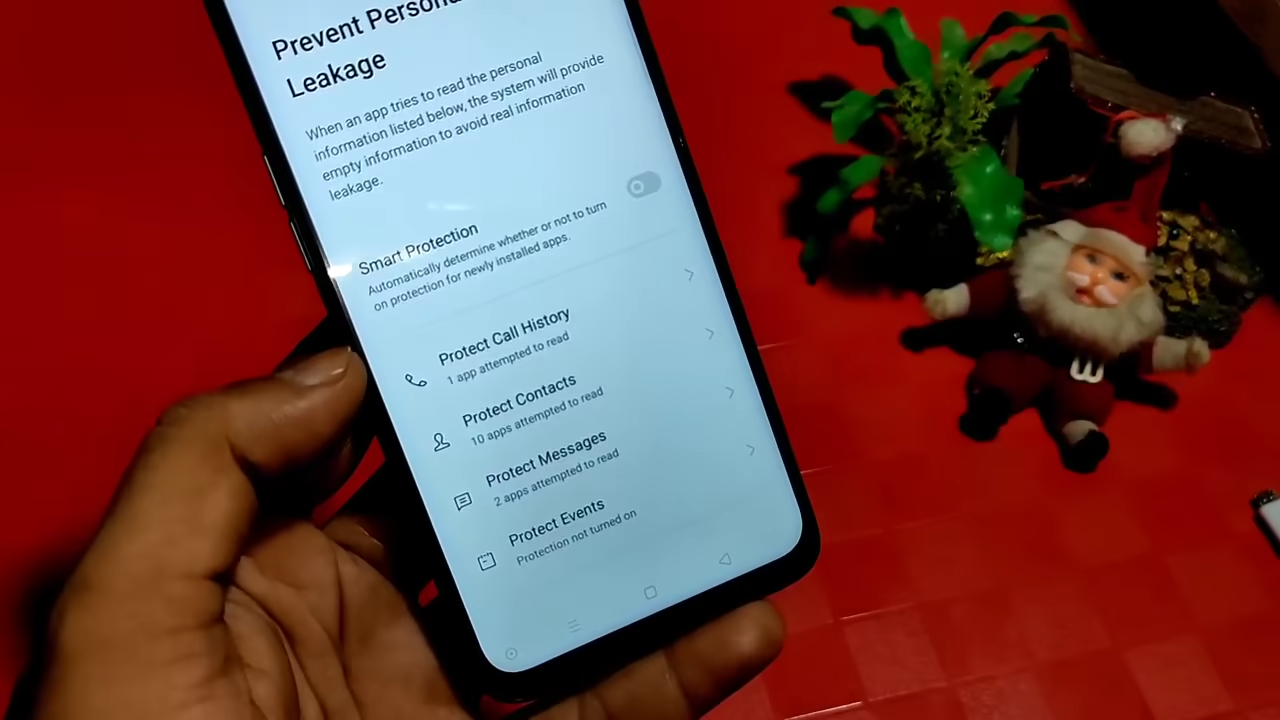 Prevent Personal
Leakage
When an app tries to read the personal
information listed below, the system will provide
empty information to avoid real information
leakage.
Smart Protection
Automatically determine whether or not to turn
on protection for newly installed apps.
Protect Call History
1 app attempted to read
Protect Contacts
10 apps attempted to read
Protect Messages
2 apps attempted to read
Protect Events
Protection not turned on